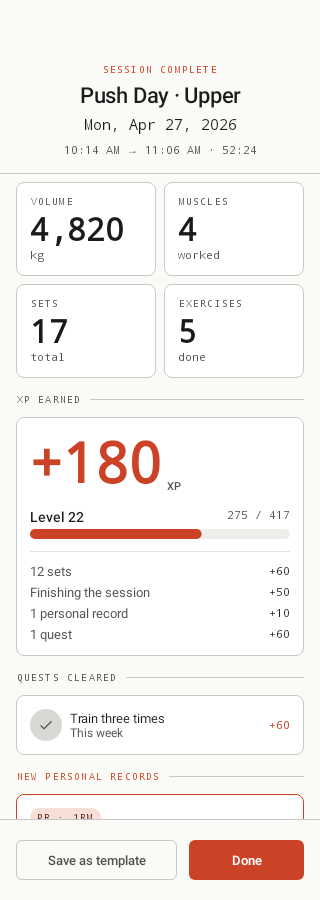 SESSION COMPLETE
Push Day · Upper
Mon, Apr 27, 2026
10:14 AM → 11:06 AM · 52:24
VOLUME
4,820
kg
MUSCLES
4
worked
SETS
17
total
EXERCISES
5
done
XP EARNED
+180 XP
Level 22 275 / 417
12 sets +60
Finishing the session +50
1 personal record +10
1 quest +60
QUESTS CLEARED
Train three times
This week
+60
NEW PERSONAL RECORDS
PR · 1RM
Save as template Done